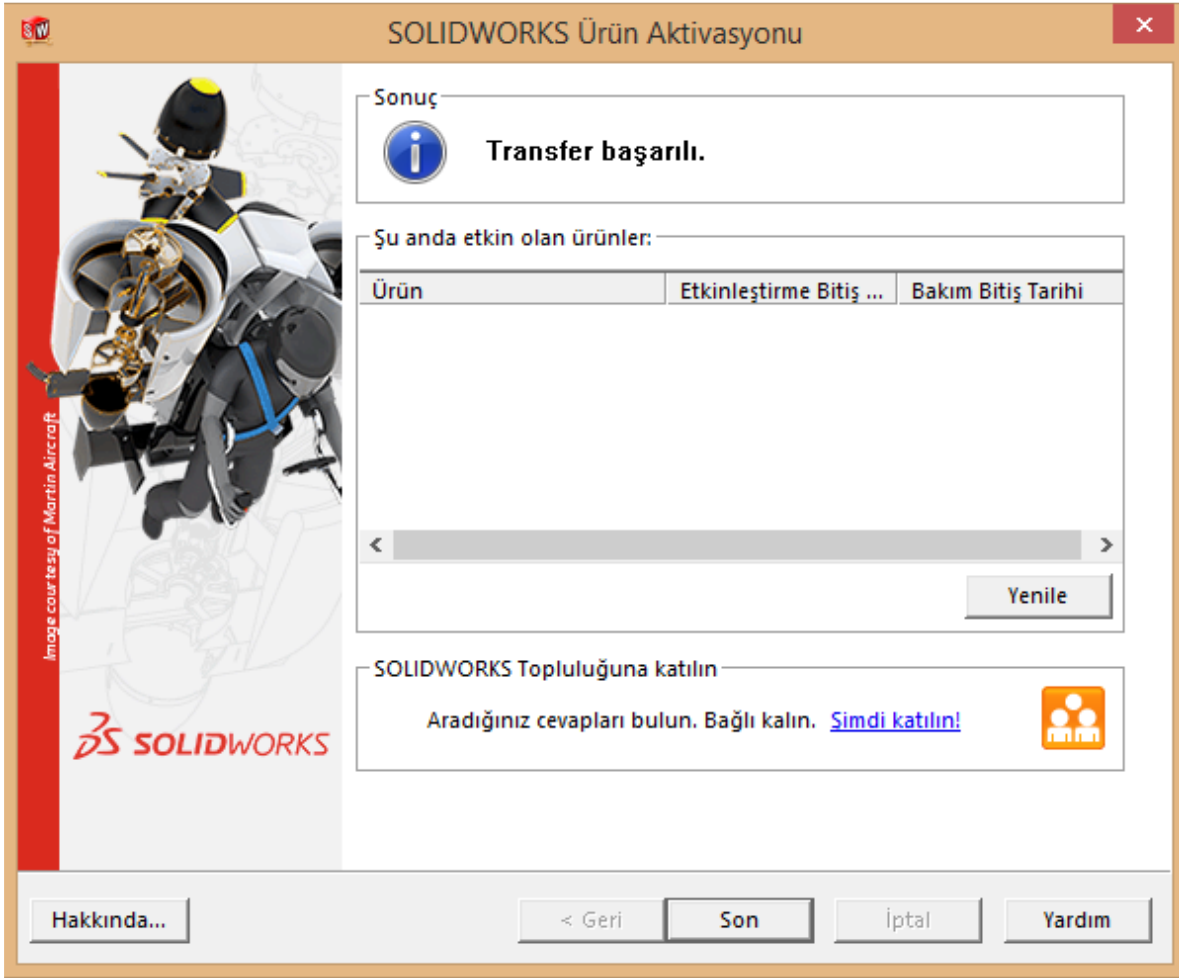 SOLIDWORKS Ürün Aktivasyonu
Sonuç
Transfer başarılı.
Şu anda etkin olan ürünler:
Ürün Etkinleştirme Bitiş ... Bakım Bitiş Tarihi
Yenile
SOLIDWORKS Topluluğuna katılın
Aradığınız cevapları bulun. Bağlı kalın. Simdi katılın!
Image courtesy of Martin Aircraft
SOLIDWORKS
Hakkında... < Geri Son İptal Yardım